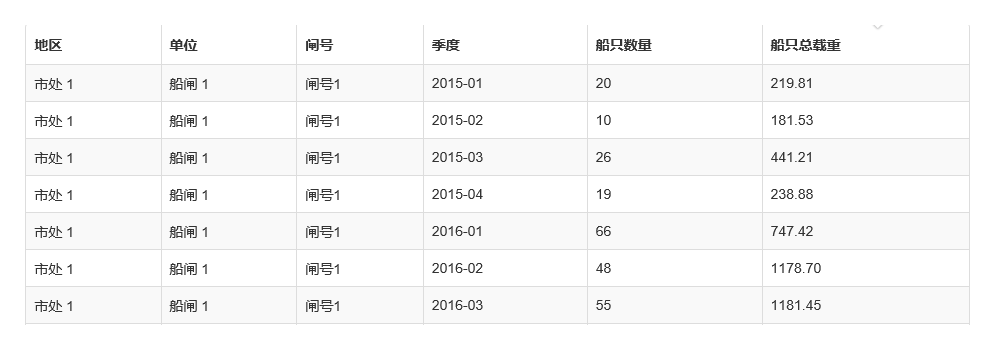 地区 单位 闸号 季度 船只数量 船只总载重
市处 1 船闸 1 闸号1 2015-01 20 219.81
市处 1 船闸 1 闸号1 2015-02 10 181.53
市处 1 船闸 1 闸号1 2015-03 26 441.21
市处 1 船闸 1 闸号1 2015-04 19 238.88
市处 1 船闸 1 闸号1 2016-01 66 747.42
市处 1 船闸 1 闸号1 2016-02 48 1178.70
市处 1 船闸 1 闸号1 2016-03 55 1181.45